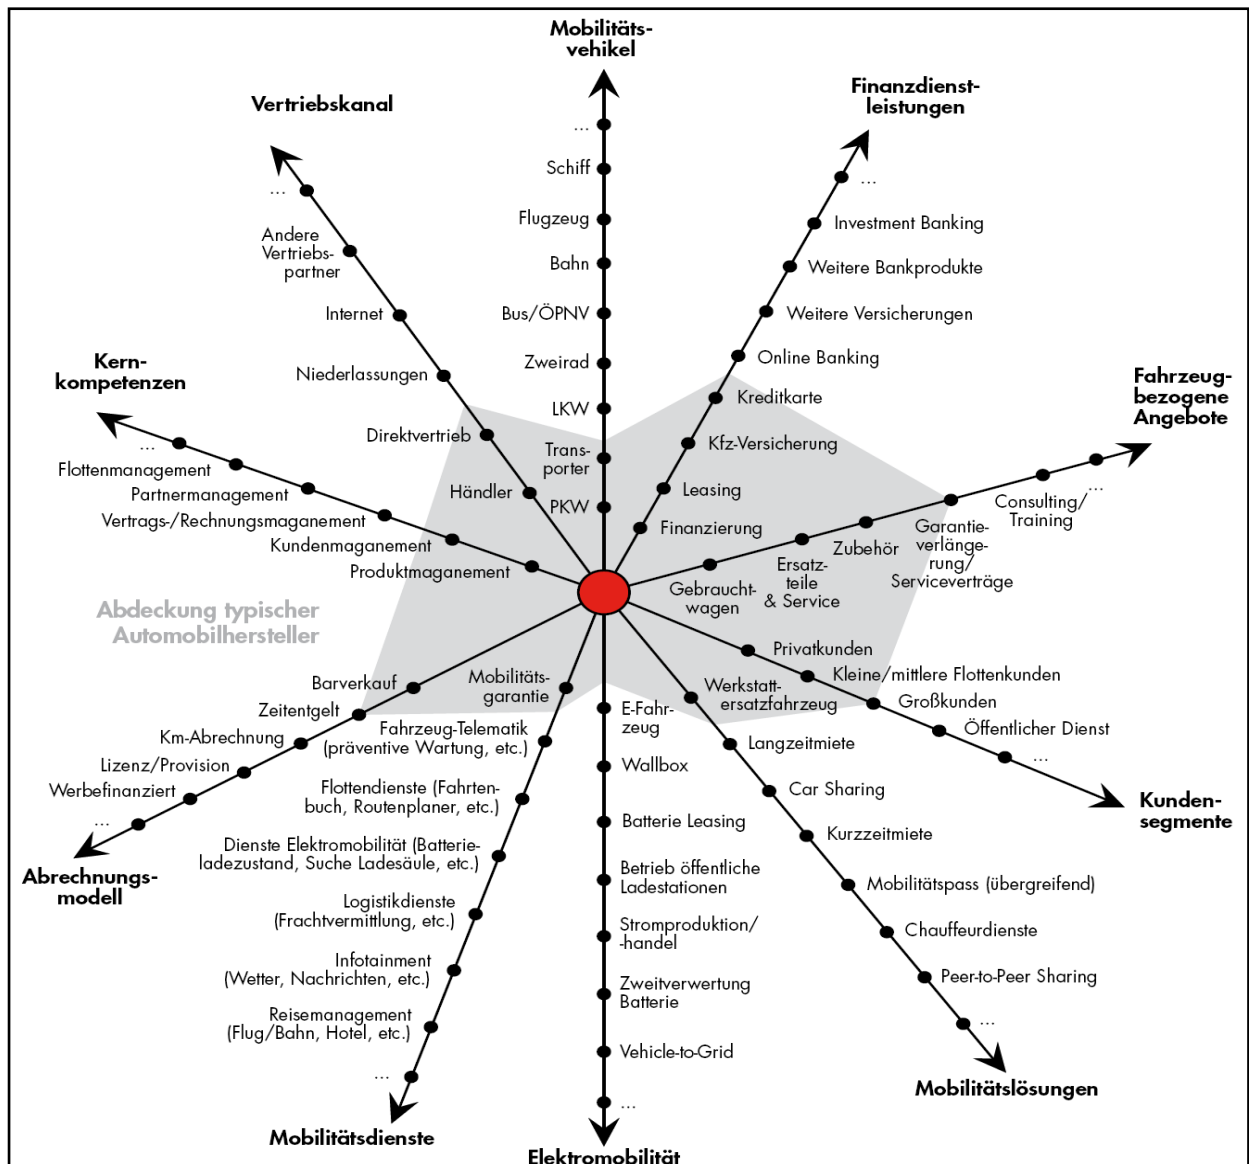 Mobilitäts-
vehikel
...
Schiff
Flugzeug
Bahn
Bus/ÖPNV
Zweirad
LKW
Trans-
porter
PKW
Finanzdienst-
leistungen
...
Investment Banking
Weitere Bankprodukte
Weitere Versicherungen
Online Banking
Kreditkarte
Kfz-Versicherung
Leasing
Finanzierung
Fahrzeug-
bezogene
Angebote
...
Consulting/
Training
Garantie-
verlänge-
rung/
Serviceverträge
Zubehör
Ersatz-
teile
& Service
Gebraucht-
wagen
Privatkunden
Kleine/mittlere Flottenkunden
Großkunden
Öffentlicher Dienst
...
Kunden-
segmente
Werkstatt-
ersatzfahrzeug
Langzeitmiete
Car Sharing
Kurzzeitmiete
Mobilitätspass (übergreifend)
Chauffeurdienste
Peer-to-Peer Sharing
...
Mobilitätslösungen
E-Fahr-
zeug
Wallbox
Batterie Leasing
Betrieb öffentliche
Ladestationen
Stromproduktion/
-handel
Zweitverwertung
Batterie
Vehicle-to-Grid
...
Elektromobilität
Mobilitäts-
garantie
Fahrzeug-Telematik
(präventive Wartung, etc.)
Flottendienste (Fahrten-
buch, Routenplaner, etc.)
Dienste Elektromobilität (Batterie-
ladezustand, Suche Ladesäule, etc.)
Logistikdienste
(Frachtvermittlung, etc.)
Infotainment
(Wetter, Nachrichten, etc.)
Reisemanagement
(Flug/Bahn, Hotel, etc.)
...
Mobilitätsdienste
Barverkauf
Zeitentgelt
Km-Abrechnung
Lizenz/Provision
Werbefinanziert
...
Abrechnungs-
modell
Abdeckung typischer
Automobilhersteller
Kern-
kompetenzen
...
Flottenmanagement
Partnermanagement
Vertrags-/Rechnungsmaganement
Kundenmaganement
Produktmaganement
Vertriebskanal
...
Andere
Vertriebs-
partner
Internet
Niederlassungen
Direktvertrieb
Händler